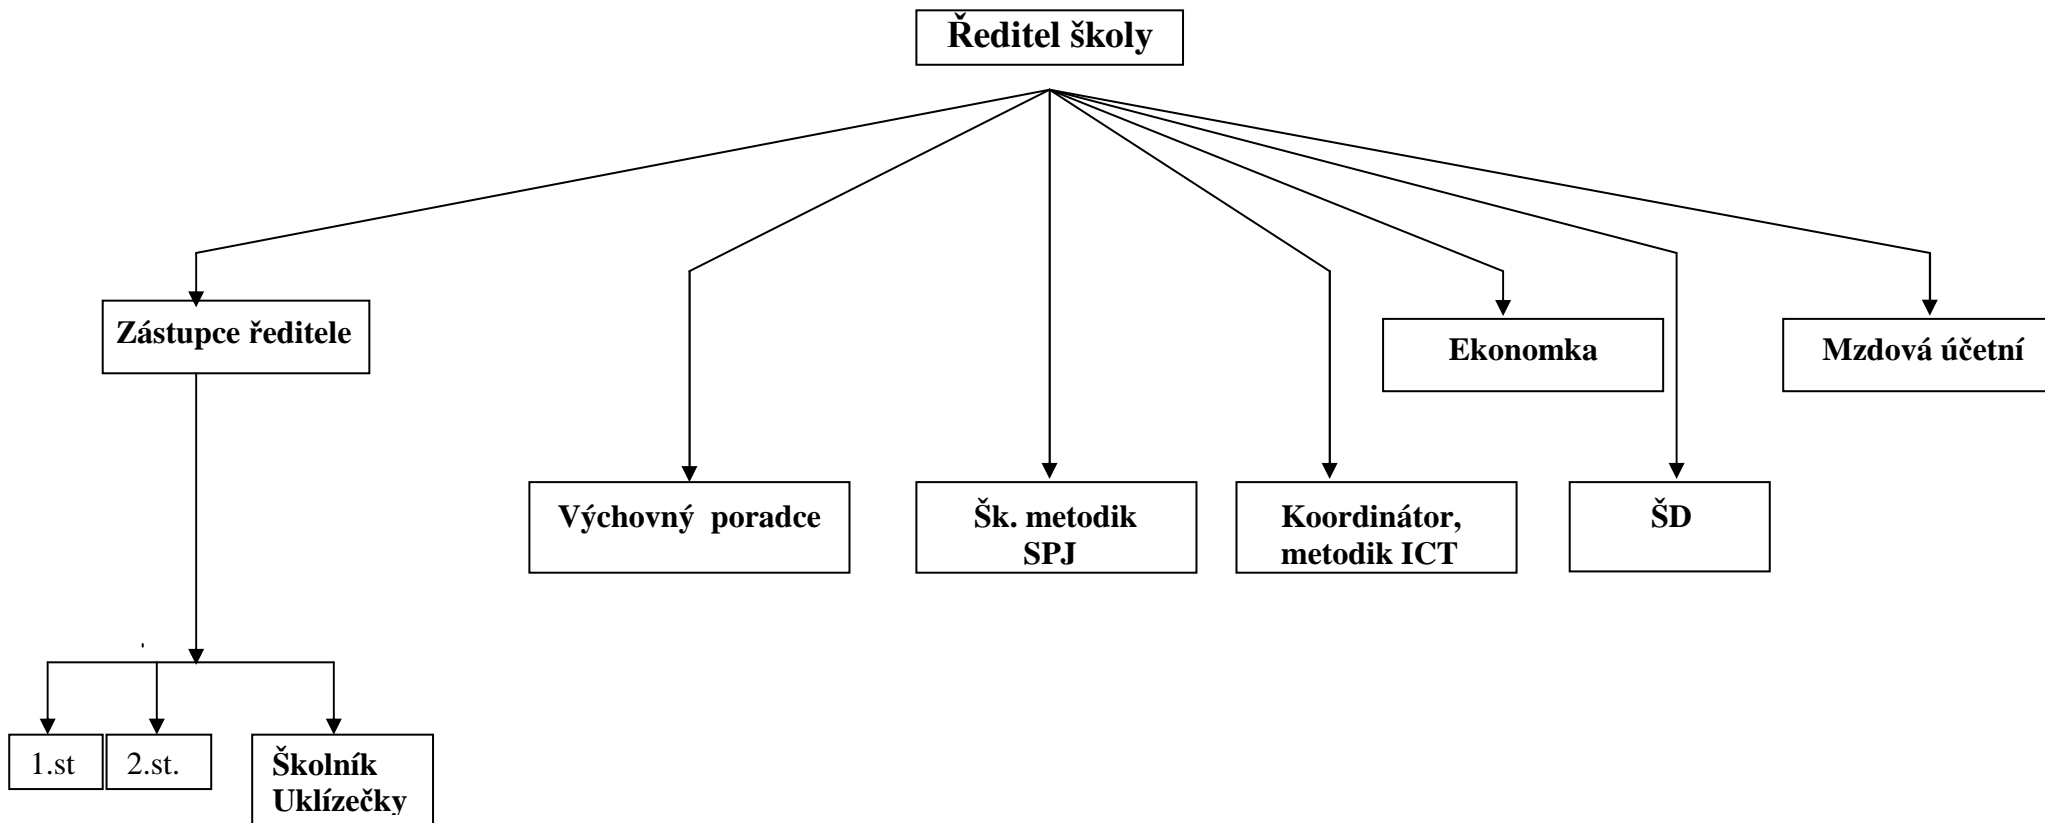 Ředitel školy
Zástupce ředitele
Ekonomka
Mzdová účetní
Výchovný poradce
Šk. metodik
SPJ
Koordinátor,
metodik ICT
ŠD
1.st
2.st.
Školník
Uklízečky